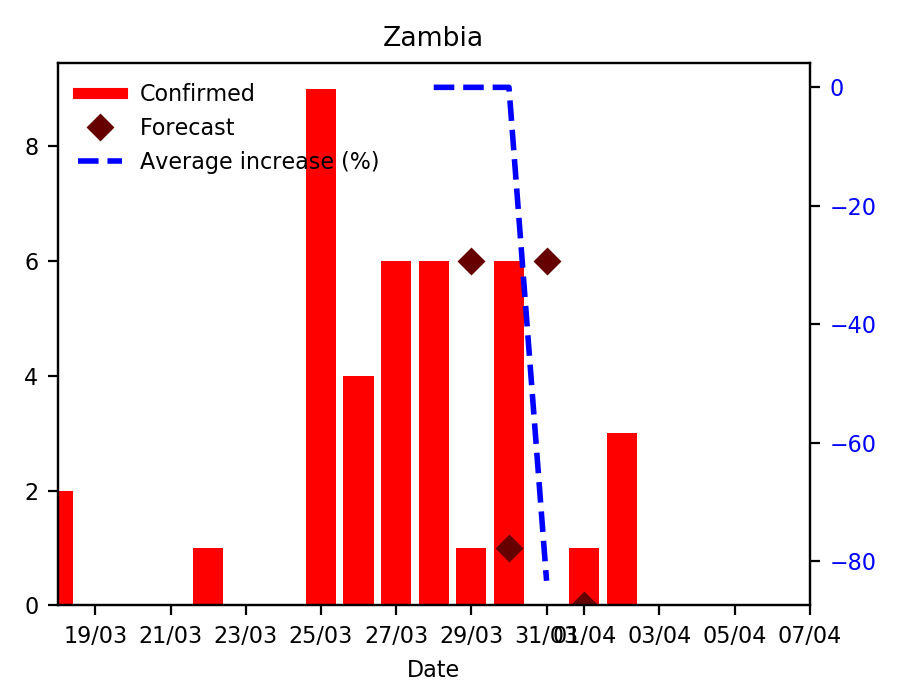 Zambia
Confirmed
Forecast
Average increase (%)
8
6
4
2
0
0
−20
−40
−60
−80
19/03 21/03 23/03 25/03 27/03 29/03 31/03 01/04 03/04 05/04 07/04
Date